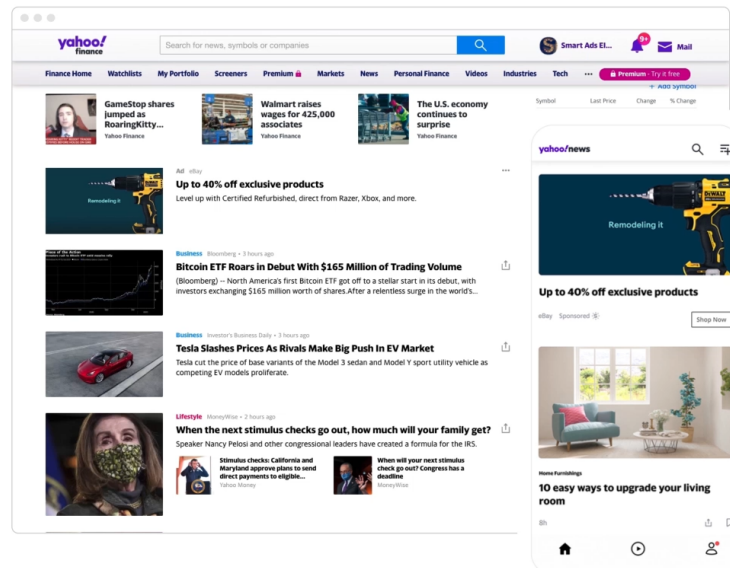 yahoo!
finance
Search for news, symbols or companies
Smart Ads El...
9+
Mail
Finance Home Watchlists My Portfolio Screeners Premium Markets News Personal Finance Videos Industries Tech ••• Premium - Try it free
+ Add Symbol
Symbol Last Price Change % Change
GameStop shares
jumped as
RoaringKitty...
Yahoo Finance
Walmart raises
wages for 425,000
associates
Yahoo Finance
The U.S. economy
continues to
surprise
Yahoo Finance
Remodeling it
Ad eBay
Up to 40% off exclusive products
Level up with Certified Refurbished, direct from Razer, Xbox, and more.
Business Bloomberg • 3 hours ago
Bitcoin ETF Roars in Debut With $165 Million of Trading Volume
(Bloomberg) -- North America's first Bitcoin ETF got off to a stellar start in its debut, with
investors exchanging $165 million worth of shares.After a relentless surge in the world's...
Business Investor's Business Daily • 3 hours ago
Tesla Slashes Prices As Rivals Make Big Push In EV Market
Tesla cut the price of base variants of the Model 3 sedan and Model Y sport utility vehicle as
competing EV models proliferate.
Lifestyle MoneyWise • 2 hours ago
When the next stimulus checks go out, how much will your family get?
Speaker Nancy Pelosi and other congressional leaders have created a formula for the IRS.
Stimulus checks: California and
Maryland approve plans to send
direct payments to eligible...
Yahoo Money
When will your next stimulus
check go out? Congress has a
deadline
MoneyWise
yahoo!news
Remodeling it
DEWALT
Up to 40% off exclusive products
eBay Sponsored $
Shop Now
Home Furnishings
10 easy ways to upgrade your living
room
8h